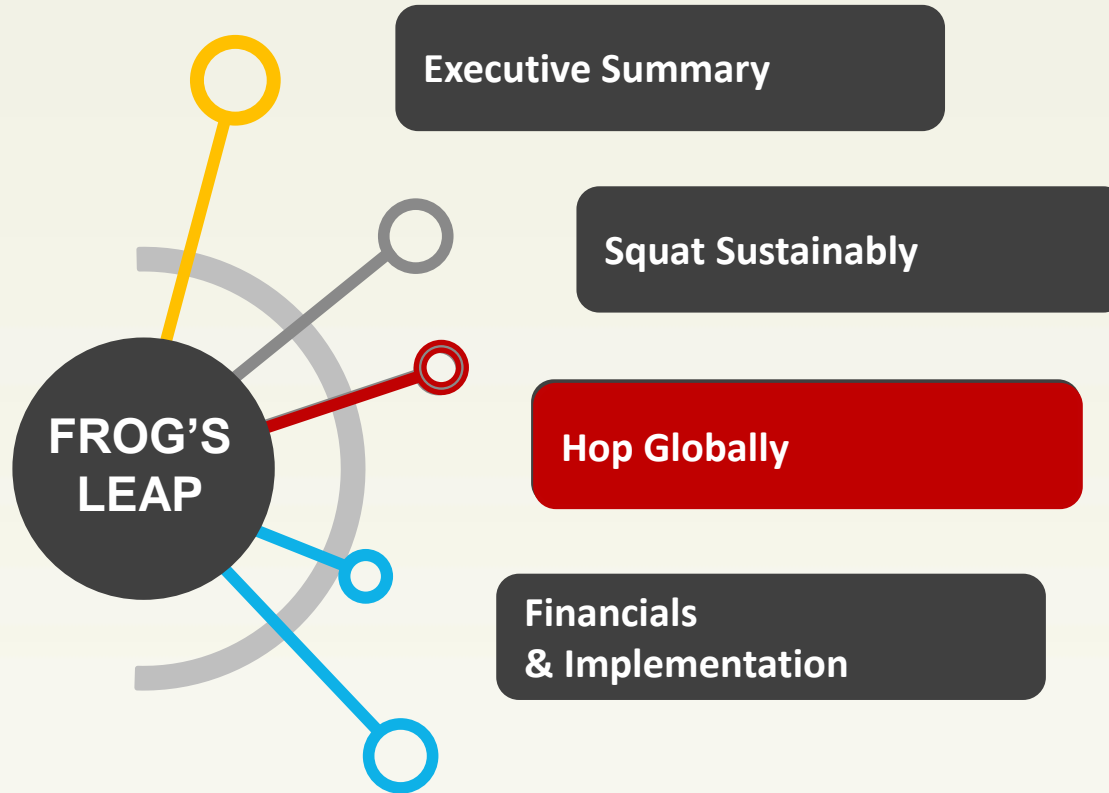 Executive Summary
Squat Sustainably
FROG’S
LEAP
Hop Globally
Financials
& Implementation